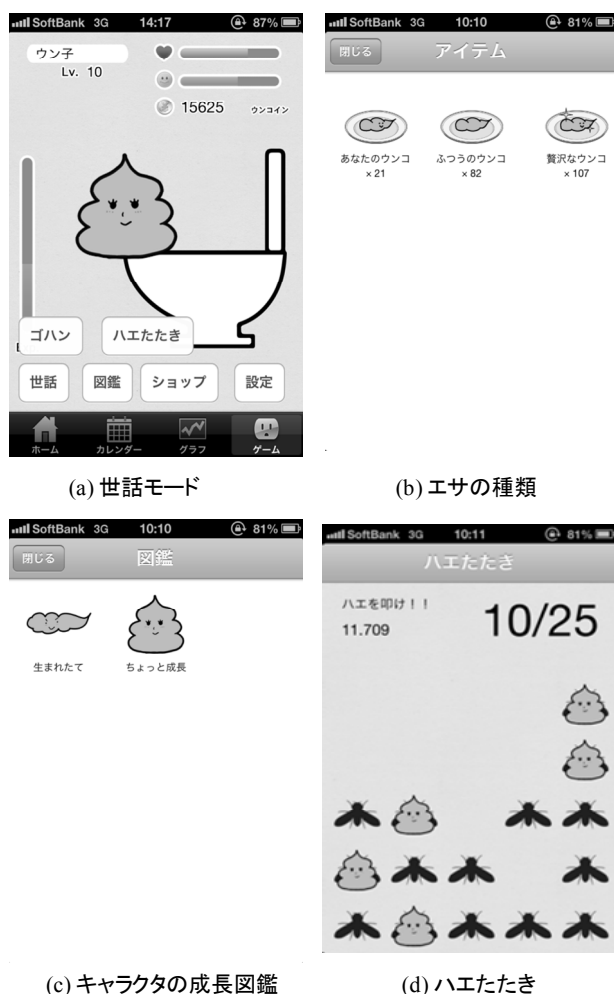 SoftBank 3G 14:17 87%
ウン子
Lv. 10
15625 ウンコイン
ゴハン
ハエたたき
世話
図鑑
ショップ
設定
ホーム
カレンダー
グラフ
ゲーム
(a) 世話モード
SoftBank 3G 10:10 81%
閉じる
アイテム
あなたのウンコ
× 21
ふつうのウンコ
× 82
贅沢なウンコ
× 107
(b) エサの種類
SoftBank 3G 10:10 81%
閉じる
図鑑
生まれたて
ちょっと成長
(c) キャラクタの成長図鑑
SoftBank 3G 10:11 81%
ハエたたき
ハエを叩け！！
11.709
10/25
(d) ハエたたき